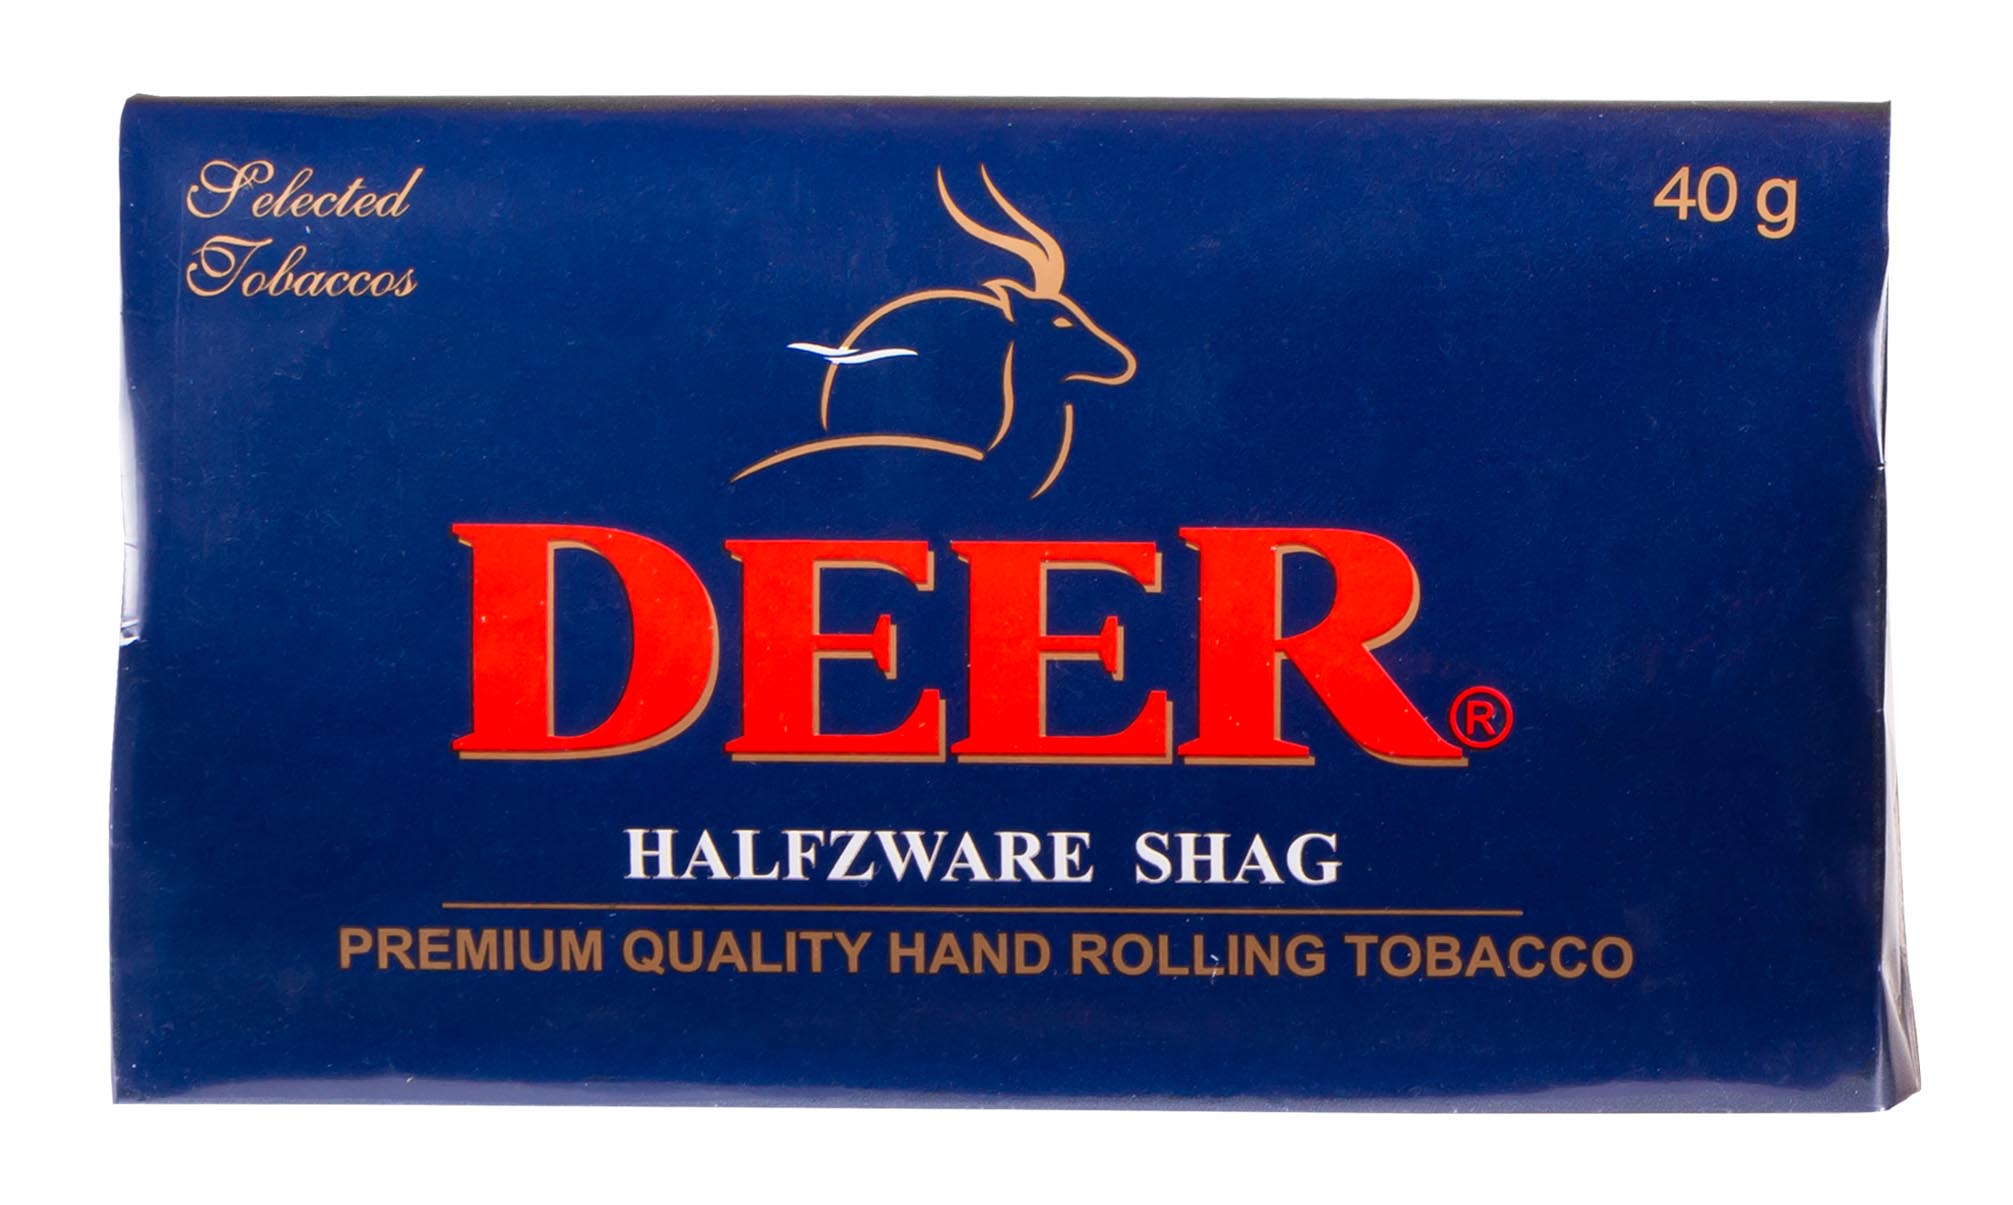 Selected
Tobaccos
40 g
DEER®
HALFZWARE SHAG
PREMIUM QUALITY HAND ROLLING TOBACCO